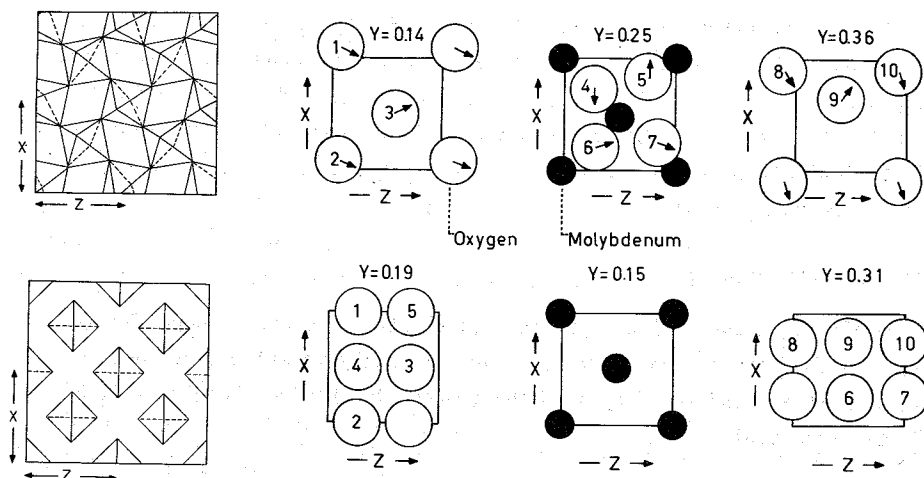 Y=0.14
Y=0.25
Y=0.36
1
3
2
4
5
6
7
8
9
10
X
X
X
X
Z
Z
Z
Z
Oxygen
Molybdenum
Y=0.19
Y=0.15
Y=0.31
1
5
4
3
2
8
9
10
6
7
X
X
X
X
Z
Z
Z
Z